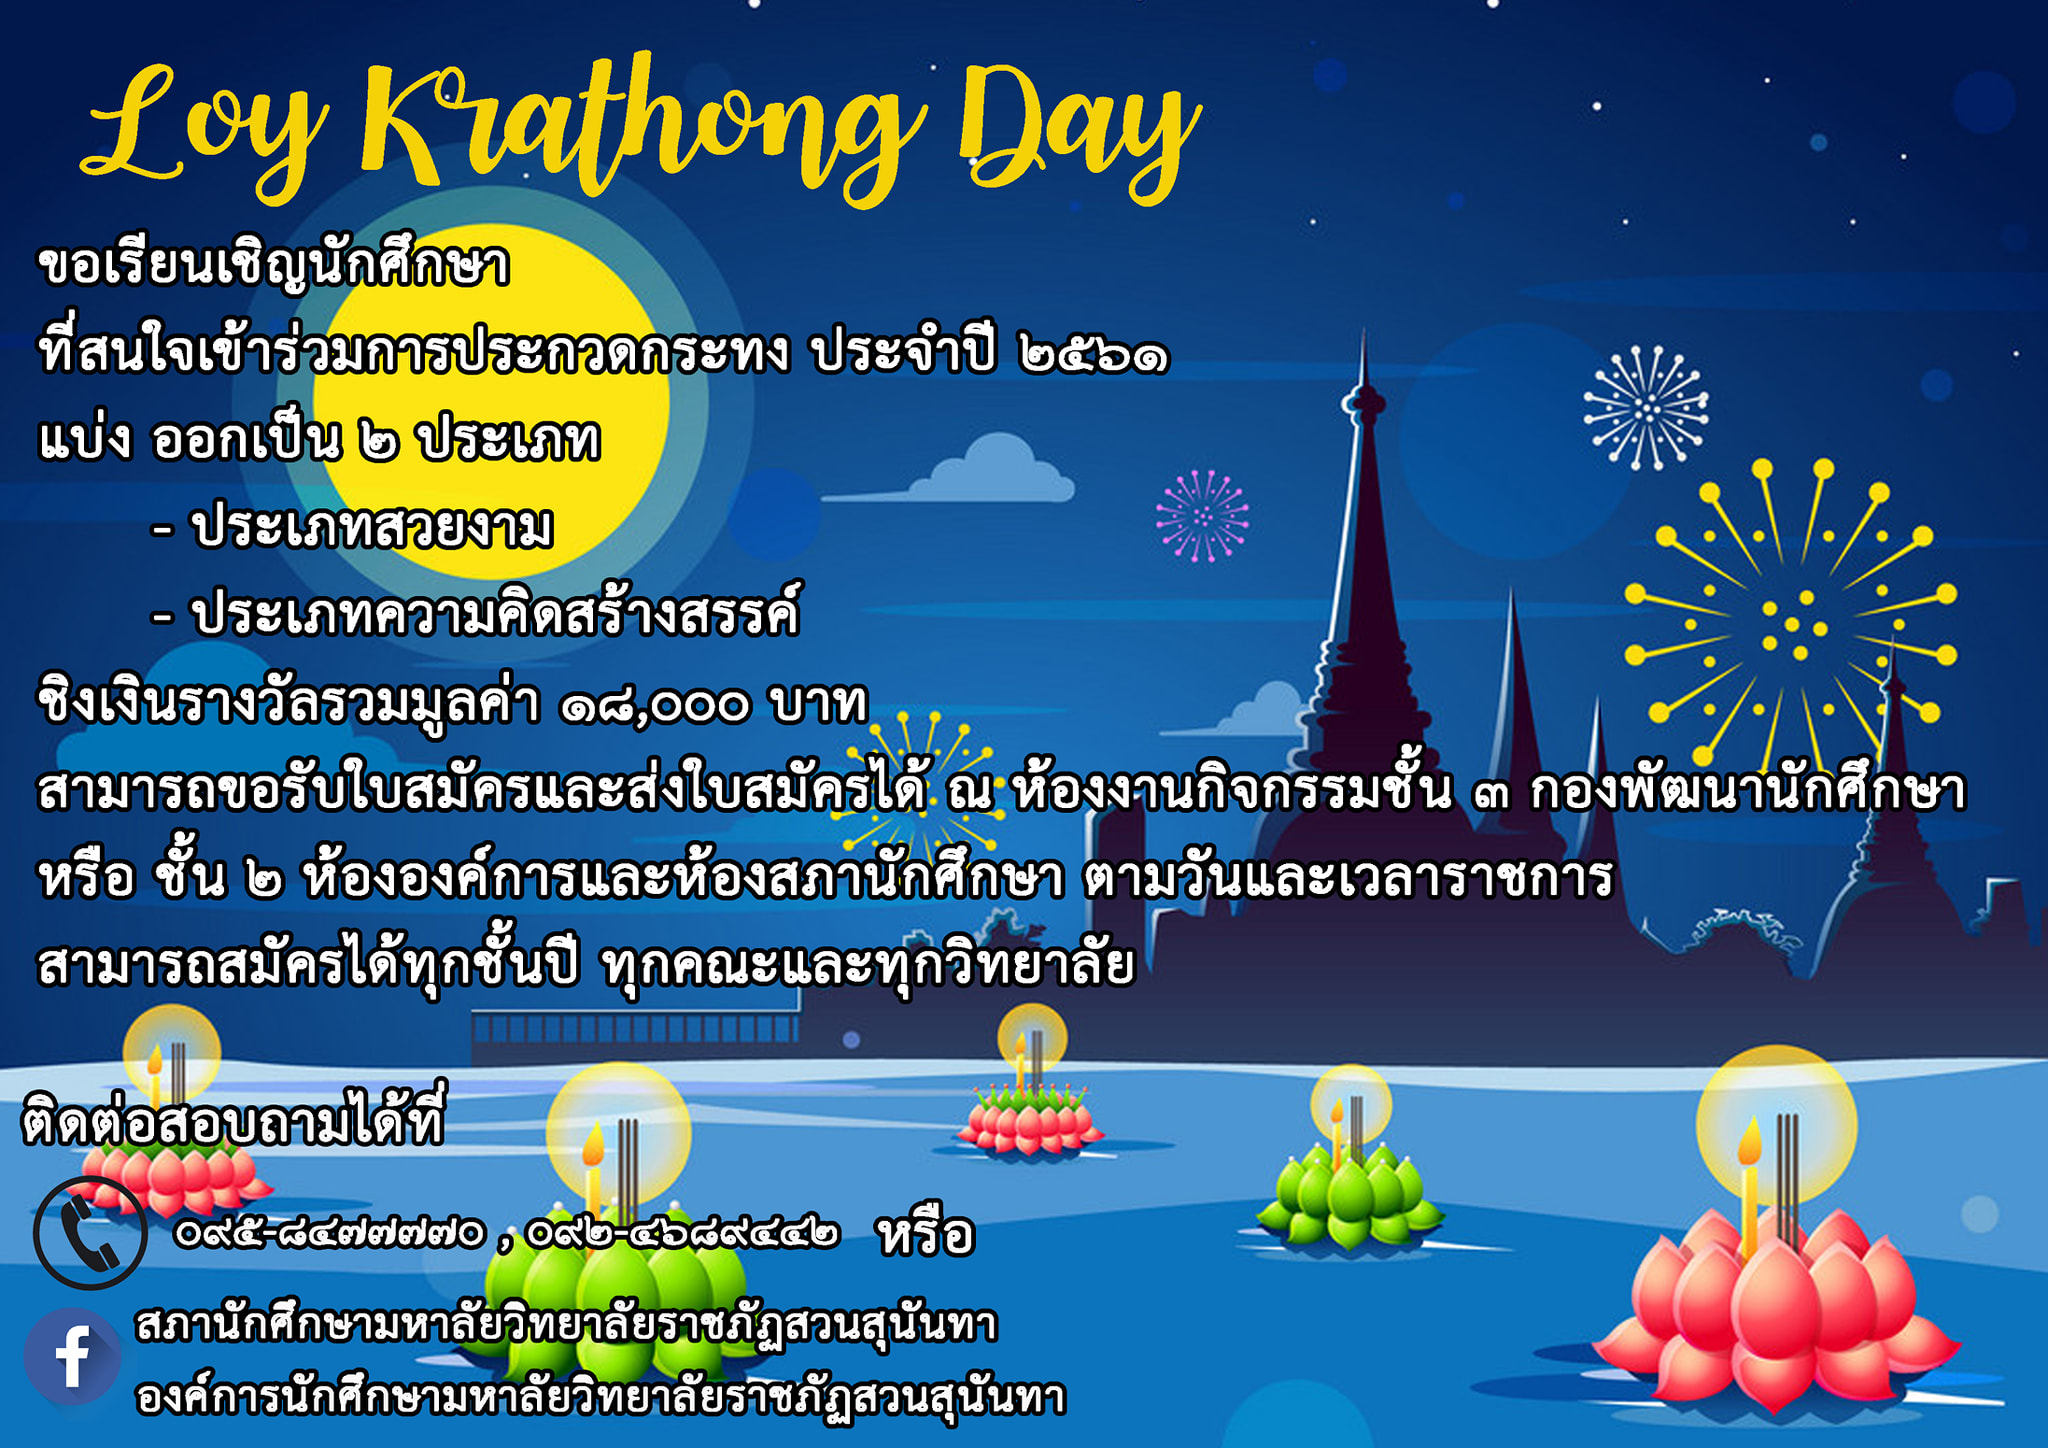 Loy Krathong Day
ขอเรียนเชิญนักศึกษา
ที่สนใจเข้าร่วมการประกวดกระทง ประจำปี ๒๕๖๑
แบ่ง ออกเป็น ๒ ประเภท
- ประเภทสวยงาม
- ประเภทความคิดสร้างสรรค์
ชิงเงินรางวัลรวมมูลค่า ๑๘,๐๐๐ บาท
สามารถขอรับใบสมัครและส่งใบสมัครได้ ณ ห้องงานกิจกรรมชั้น ๓ กองพัฒนานักศึกษา
หรือ ชั้น ๒ ห้ององค์การและห้องสภานักศึกษา ตามวันและเวลาราชการ
สามารถสมัครได้ทุกชั้นปี ทุกคณะและทุกวิทยาลัย
ติดต่อสอบถามได้ที่
๐๙๕-๘๔๗๗๗๗๐ , ๐๙๒-๔๖๘๙๔๔๒ หรือ
สภานักศึกษามหาลัยวิทยาลัยราชภัฏสวนสุนันทา
องค์การนักศึกษามหาลัยวิทยาลัยราชภัฏสวนสุนันทา